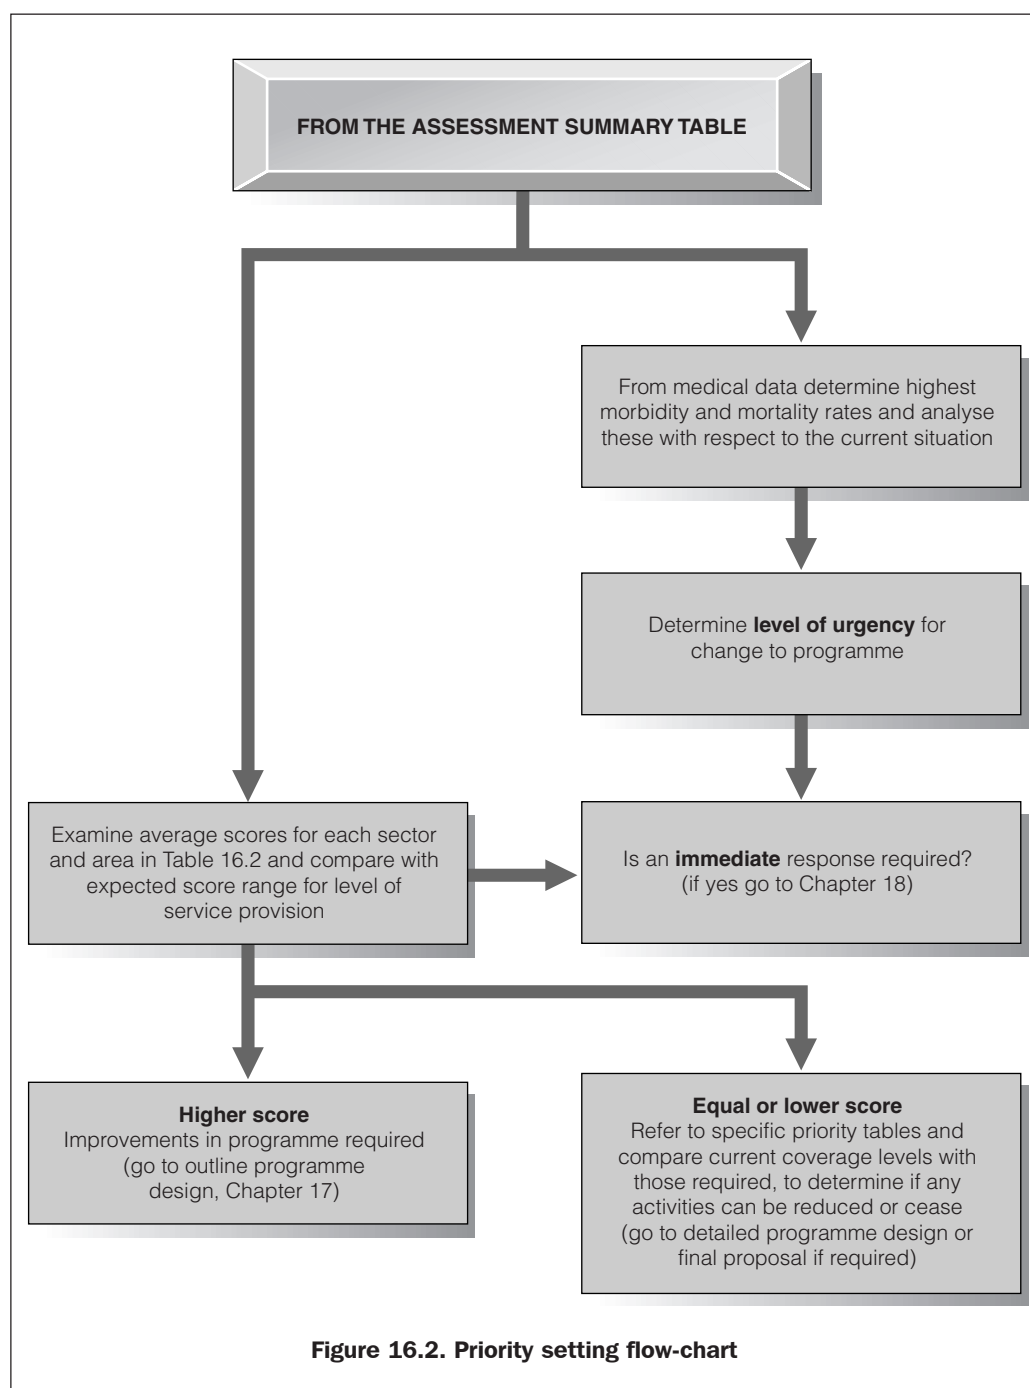 FROM THE ASSESSMENT SUMMARY TABLE
From medical data determine highest
morbidity and mortality rates and analyse
these with respect to the current situation
Determine level of urgency for
change to programme
Examine average scores for each sector
and area in Table 16.2 and compare with
expected score range for level of
service provision
Is an immediate response required?
(if yes go to Chapter 18)
Higher score
Improvements in programme required
(go to outline programme
design, Chapter 17)
Equal or lower score
Refer to specific priority tables and
compare current coverage levels with
those required, to determine if any
activities can be reduced or cease
(go to detailed programme design or
final proposal if required)
Figure 16.2. Priority setting flow-chart